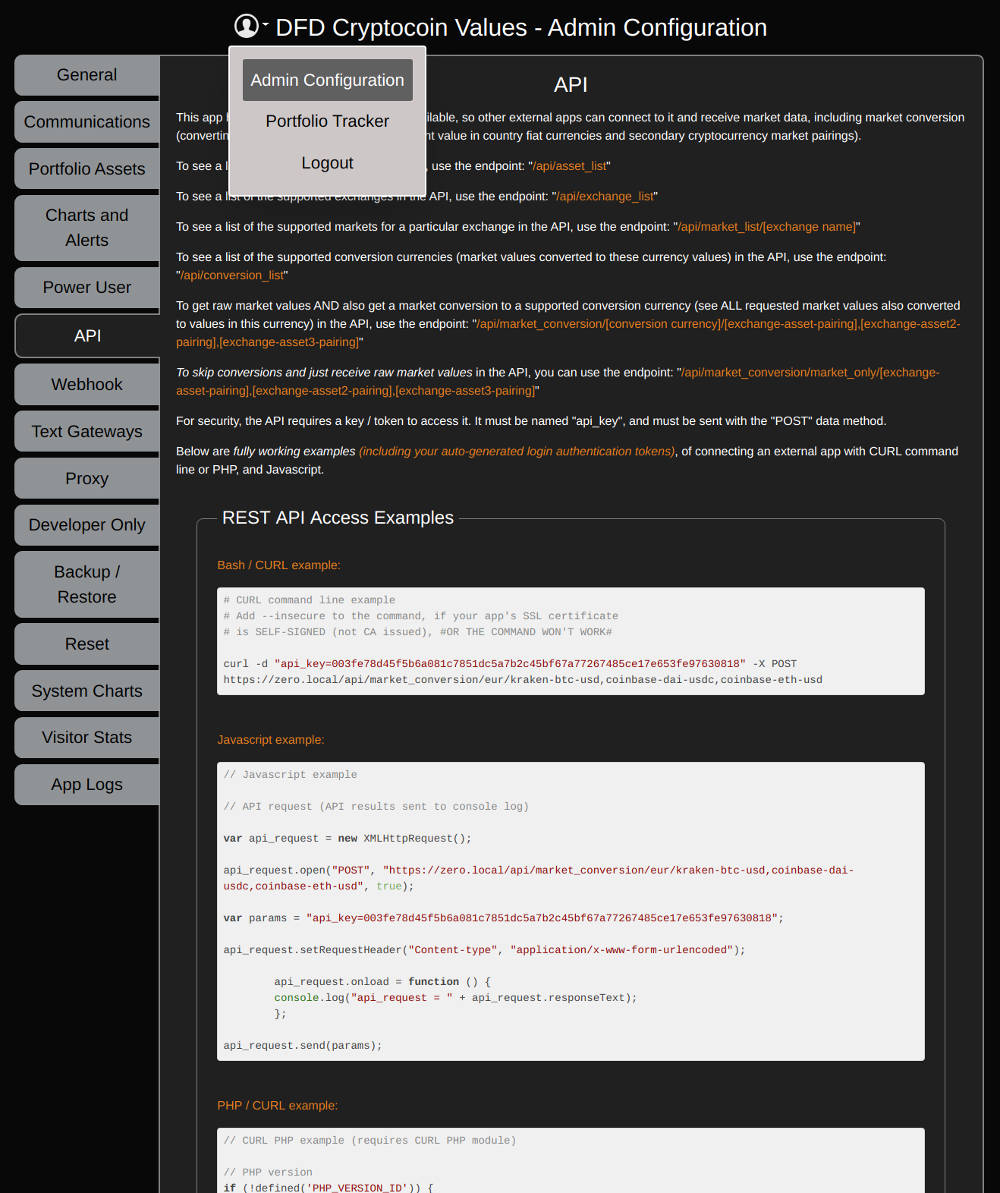 DFD Cryptocoin Values - Admin Configuration
Admin Configuration
Portfolio Tracker
Logout
General
Communications
Portfolio Assets
Charts and
Alerts
Power User
API
Webhook
Text Gateways
Proxy
Developer Only
Backup /
Restore
Reset
System Charts
Visitor Stats
App Logs
API
This app ilable, so other external apps can connect to it and receive market data, including market conversion
(converting value in country fiat currencies and secondary cryptocurrency market pairings).
To see a , use the endpoint: "/api/asset_list"
To see a list of the supported exchanges in the API, use the endpoint: "/api/exchange_list"
To see a list of the supported markets for a particular exchange in the API, use the endpoint: "/api/market_list/[exchange name]"
To see a list of the supported conversion currencies (market values converted to these currency values) in the API, use the endpoint:
"/api/conversion_list"
To get raw market values AND also get a market conversion to a supported conversion currency (see ALL requested market values also converted
to values in this currency) in the API, use the endpoint: "/api/market_conversion/[conversion currency]/[exchange-asset-pairing],[exchange-asset2-
pairing],[exchange-asset3-pairing]"
To skip conversions and just receive raw market values in the API, you can use the endpoint: "/api/market_conversion/market_only/[exchange-
asset-pairing],[exchange-asset2-pairing],[exchange-asset3-pairing]"
For security, the API requires a key / token to access it. It must be named "api_key", and must be sent with the "POST" data method.
Below are fully working examples (including your auto-generated login authentication tokens), of connecting an external app with CURL command
line or PHP, and Javascript.
REST API Access Examples
Bash / CURL example:
# CURL command line example
# Add --insecure to the command, if your app's SSL certificate
# is SELF-SIGNED (not CA issued), #OR THE COMMAND WON'T WORK#
curl -d "api_key=003fe78d45f5b6a081c7851dc5a7b2c45bf67a77267485ce17e653fe97630818" -X POST
https://zero.local/api/market_conversion/eur/kraken-btc-usd,coinbase-dai-usdc,coinbase-eth-usd
Javascript example:
// Javascript example
// API request (API results sent to console log)
var api_request = new XMLHttpRequest();
api_request.open("POST", "https://zero.local/api/market_conversion/eur/kraken-btc-usd,coinbase-dai-
usdc,coinbase-eth-usd", true);
var params = "api_key=003fe78d45f5b6a081c7851dc5a7b2c45bf67a77267485ce17e653fe97630818";
api_request.setRequestHeader("Content-type", "application/x-www-form-urlencoded");
api_request.onload = function () {
console.log("api_request = " + api_request.responseText);
};
api_request.send(params);
PHP / CURL example:
// CURL PHP example (requires CURL PHP module)
// PHP version
if (!defined('PHP_VERSION_ID')) {